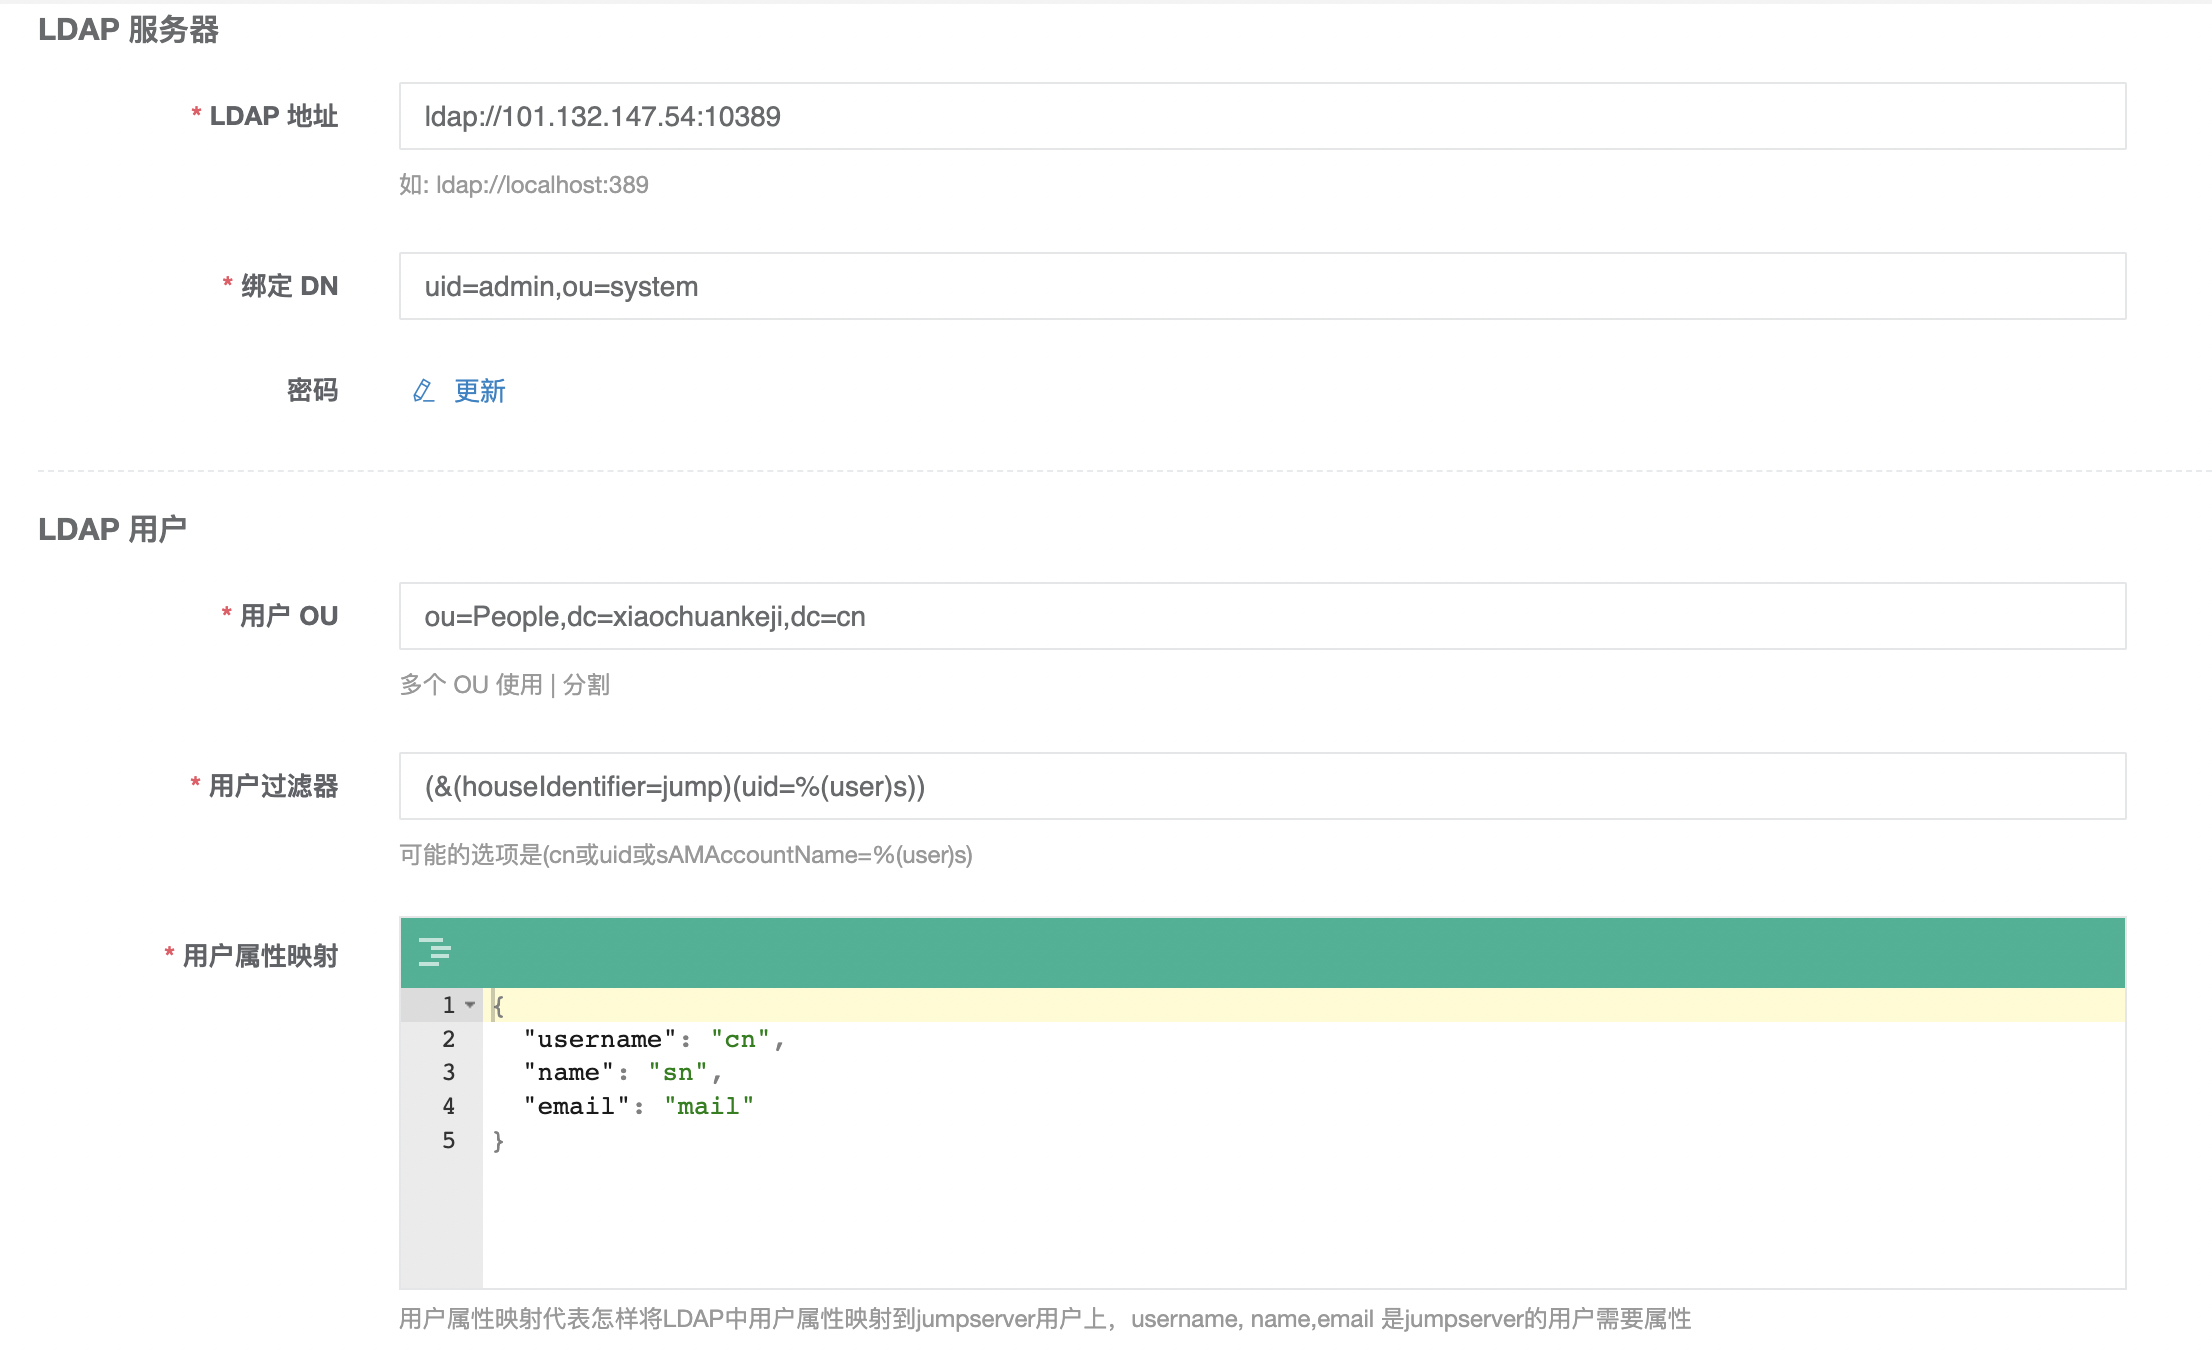 LDAP 服务器
* LDAP 地址
ldap://101.132.147.54:10389
如: ldap://localhost:389
* 绑定 DN
uid=admin,ou=system
密码
更新
LDAP 用户
* 用户 OU
ou=People,dc=xiaochuankeji,dc=cn
多个 OU 使用 | 分割
* 用户过滤器
(&(houseIdentifier=jump)(uid=%(user)s))
可能的选项是(cn或uid或sAMAccountName=%(user)s)
* 用户属性映射
1 {
2 "username": "cn",
3 "name": "sn",
4 "email": "mail"
5 }
用户属性映射代表怎样将LDAP中用户属性映射到jumpserver用户上，username, name,email 是jumpserver的用户需要属性